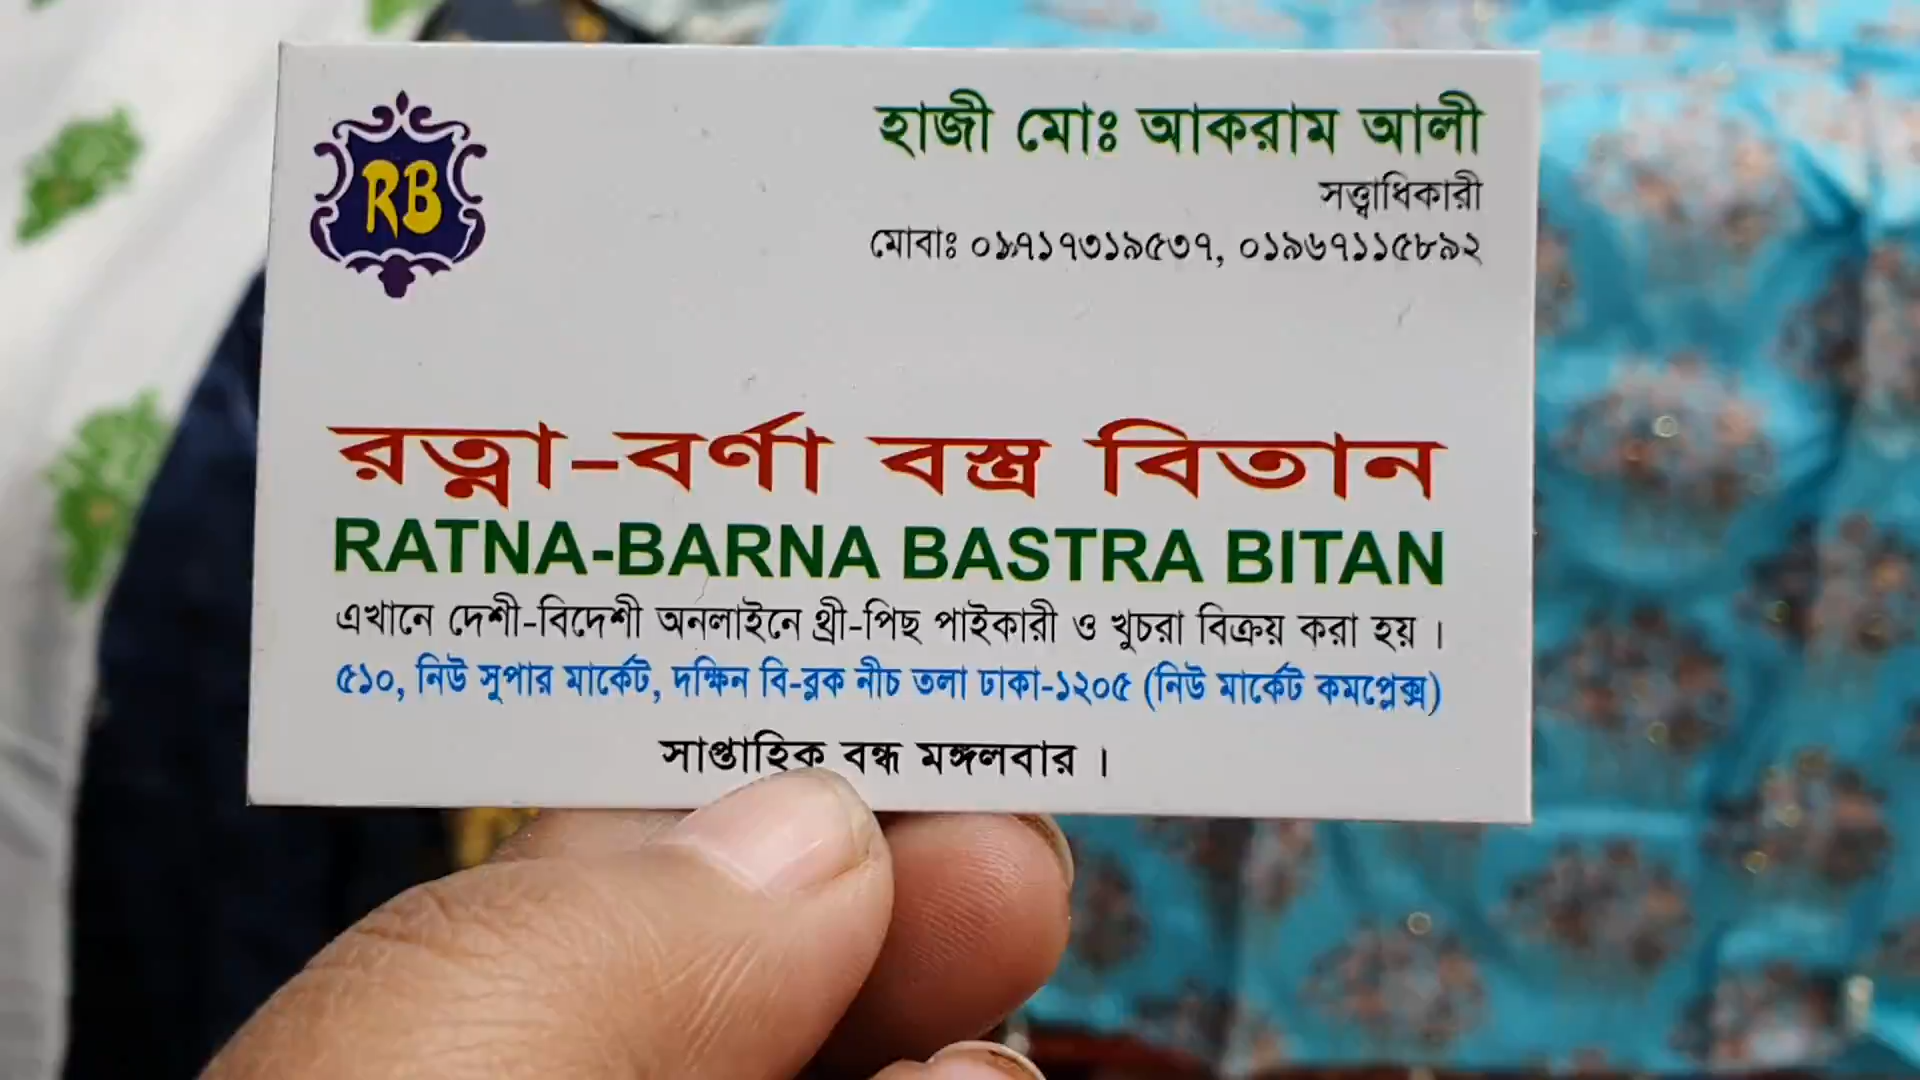 RB
হাজী মোঃ আকরাম আলী
সত্ত্বাধিকারী
মোবাঃ ০১৭১৭৩১৯৫৩৭, ০১৯৬৭১১৫৮৯২
রত্না-বর্ণা বস্ত্র বিতান
RATNA-BARNA BASTRA BITAN
এখানে দেশী-বিদেশী অনলাইনে থ্রী-পিছ পাইকারী ও খুচরা বিক্রয় করা হয় ।
৫১০, নিউ সুপার মার্কেট, দক্ষিন বি-ব্লক নীচ তলা ঢাকা-১২০৫ (নিউ মার্কেট কমপ্লেক্স)
সাপ্তাহিক বন্ধ মঙ্গলবার ।